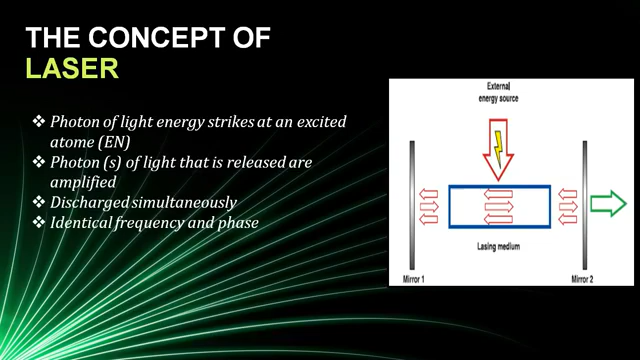 THE CONCEPT OF
LASER
❖ Photon of light energy strikes at an excited
atome (EN)
❖ Photon (s) of light that is released are
amplified
❖ Discharged simultaneously
❖ Identical frequency and phase
External
energy source
Lasing medium
Mirror 1
Mirror 2